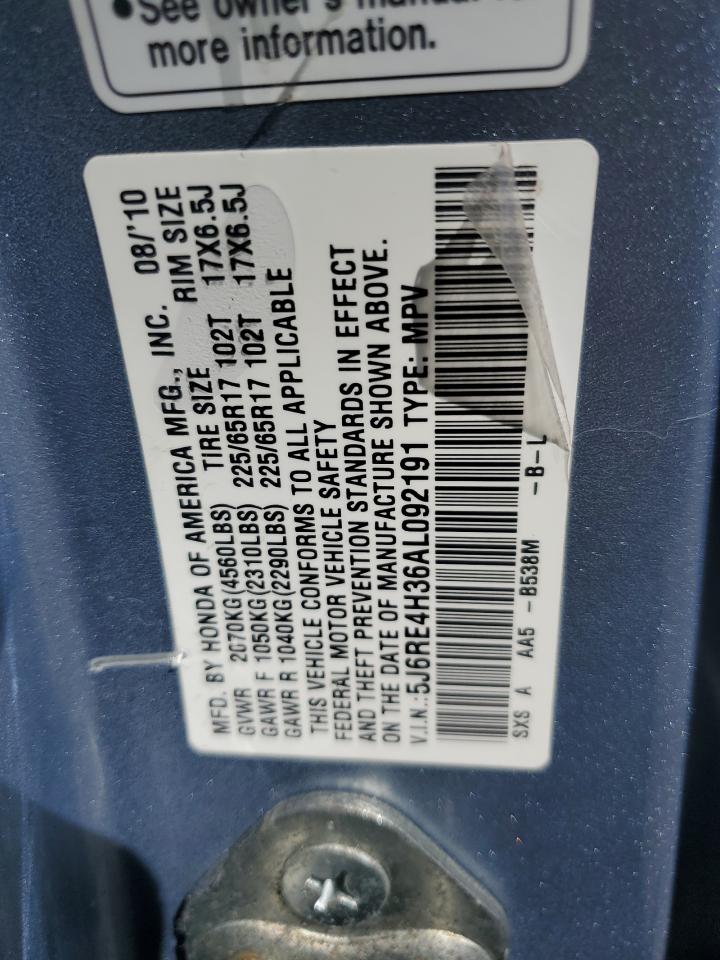 •See owner's manual
more information.
MFD. BY HONDA OF AMERICA MFG., INC. 08/'10
TIRE SIZE RIM SIZE
GVWR 2070KG(4560LBS)
GAWR F 1050KG(2310LBS) 225/65R17 102T 17X6.5J
GAWR R 1040KG(2290LBS) 225/65R17 102T 17X6.5J
THIS VEHICLE CONFORMS TO ALL APPLICABLE
FEDERAL MOTOR VEHICLE SAFETY
AND THEFT PREVENTION STANDARDS IN EFFECT
ON THE DATE OF MANUFACTURE SHOWN ABOVE.
V.I.N.:5J6RE4H36AL092191 TYPE: MPV
SXS A AA5 -B538M -B-L